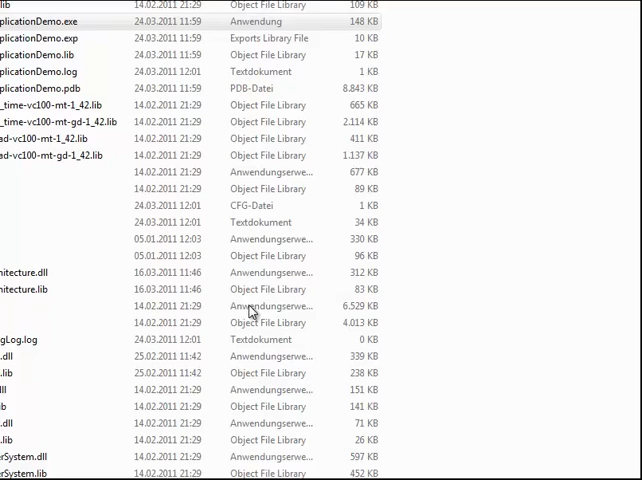 lib 14.02.2011 21:29 Object File Library 109 KB
plicationDemo.exe 24.03.2011 11:59 Anwendung 148 KB
plicationDemo.exp 24.03.2011 11:59 Exports Library File 10 KB
plicationDemo.lib 24.03.2011 11:59 Object File Library 17 KB
plicationDemo.log 24.03.2011 12:01 Textdokument 1 KB
plicationDemo.pdb 24.03.2011 11:59 PDB-Datei 8.843 KB
_time-vc100-mt-1_42.lib 14.02.2011 21:29 Object File Library 665 KB
_time-vc100-mt-gd-1_42.lib 14.02.2011 21:29 Object File Library 2.114 KB
ad-vc100-mt-1_42.lib 14.02.2011 21:29 Object File Library 411 KB
ad-vc100-mt-gd-1_42.lib 14.02.2011 21:29 Object File Library 1.137 KB
14.02.2011 21:29 Anwendungserwe... 677 KB
14.02.2011 21:29 Object File Library 89 KB
24.03.2011 12:01 CFG-Datei 1 KB
24.03.2011 12:01 Textdokument 34 KB
05.01.2011 12:03 Anwendungserwe... 330 KB
05.01.2011 12:03 Object File Library 96 KB
hitecture.dll 16.03.2011 11:46 Anwendungserwe... 312 KB
hitecture.lib 16.03.2011 11:46 Object File Library 83 KB
14.02.2011 21:29 Anwendungserwe... 6.529 KB
14.02.2011 21:29 Object File Library 4.013 KB
gLog.log 24.03.2011 12:01 Textdokument 0 KB
.dll 25.02.2011 11:42 Anwendungserwe... 339 KB
.lib 25.02.2011 11:42 Object File Library 238 KB
lll 14.02.2011 21:29 Anwendungserwe... 151 KB
ib 14.02.2011 21:29 Object File Library 141 KB
.dll 14.02.2011 21:29 Anwendungserwe... 71 KB
.lib 14.02.2011 21:29 Object File Library 26 KB
erSystem.dll 14.02.2011 21:29 Anwendungserwe... 597 KB
erSystem.lib 14.02.2011 21:29 Object File Library 452 KB